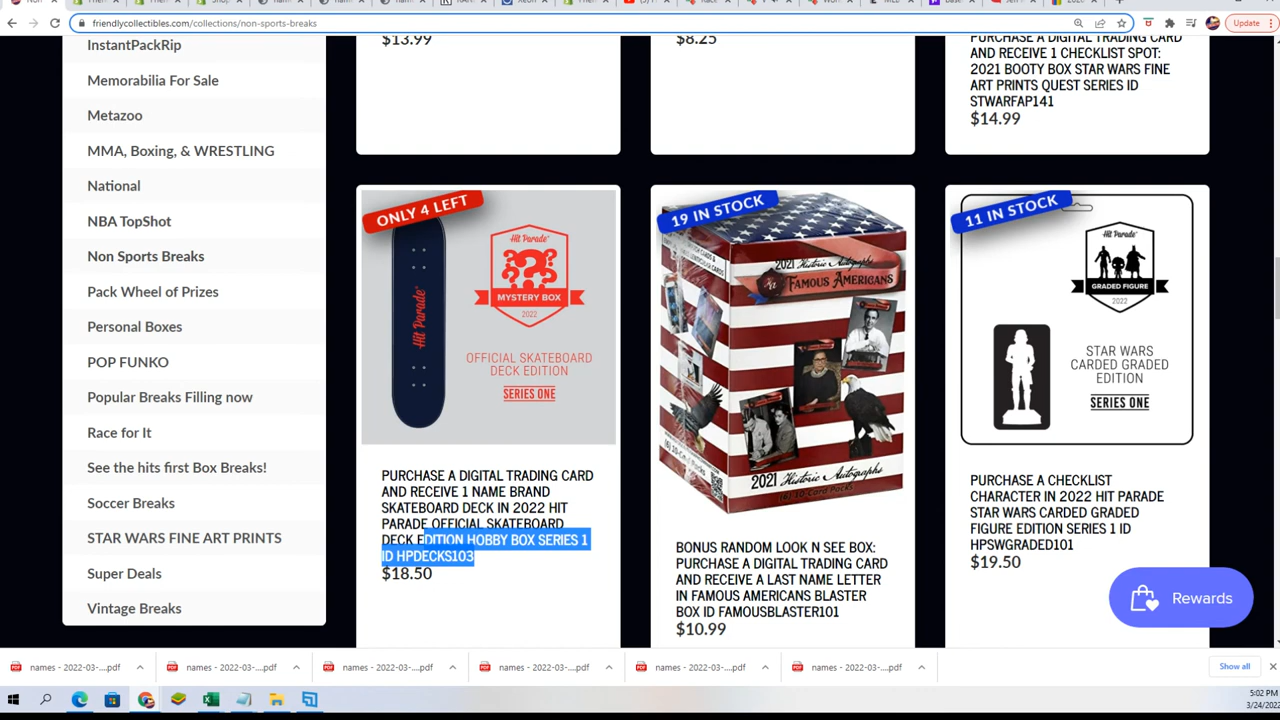 friendlycollectibles.com/collections/non-sports-breaks
Update
InstantPackRip
Memorabilia For Sale
Metazoo
MMA, Boxing, & WRESTLING
National
NBA TopShot
Non Sports Breaks
Pack Wheel of Prizes
Personal Boxes
POP FUNKO
Popular Breaks Filling now
Race for It
See the hits first Box Breaks!
Soccer Breaks
STAR WARS FINE ART PRINTS
Super Deals
Vintage Breaks
$13.99
$8.25
PURCHASE A DIGITAL TRADING CARD
AND RECEIVE 1 CHECKLIST SPOT:
2021 BOOTY BOX STAR WARS FINE
ART PRINTS QUEST SERIES ID
STWARFAP141
$14.99
ONLY 4 LEFT
Hit Parade
Hit Parade
MYSTERY BOX
2022
OFFICIAL SKATEBOARD
DECK EDITION
SERIES ONE
PURCHASE A DIGITAL TRADING CARD
AND RECEIVE 1 NAME BRAND
SKATEBOARD DECK IN 2022 HIT
PARADE OFFICIAL SKATEBOARD
DECK EDITION HOBBY BOX SERIES 1
ID HPDECKS103
$18.50
19 IN STOCK
2021 Historic Autographs
FAMOUS AMERICANS
2021 Historic Autographs
(6) 10-Card Packs
BONUS RANDOM LOOK N SEE BOX:
PURCHASE A DIGITAL TRADING CARD
AND RECEIVE A LAST NAME LETTER
IN FAMOUS AMERICANS BLASTER
BOX ID FAMOUSBLASTER101
$10.99
11 IN STOCK
Hit Parade
GRADED FIGURE
2022
STAR WARS
CARDED GRADED
EDITION
SERIES ONE
PURCHASE A CHECKLIST
CHARACTER IN 2022 HIT PARADE
STAR WARS CARDED GRADED
FIGURE EDITION SERIES 1 ID
HPSWGRADED101
$19.50
Rewards
names - 2022-03-....pdf
names - 2022-03-....pdf
names - 2022-03-....pdf
names - 2022-03-....pdf
names - 2022-03-....pdf
names - 2022-03-....pdf
Show all
5:02 PM
3/24/2022